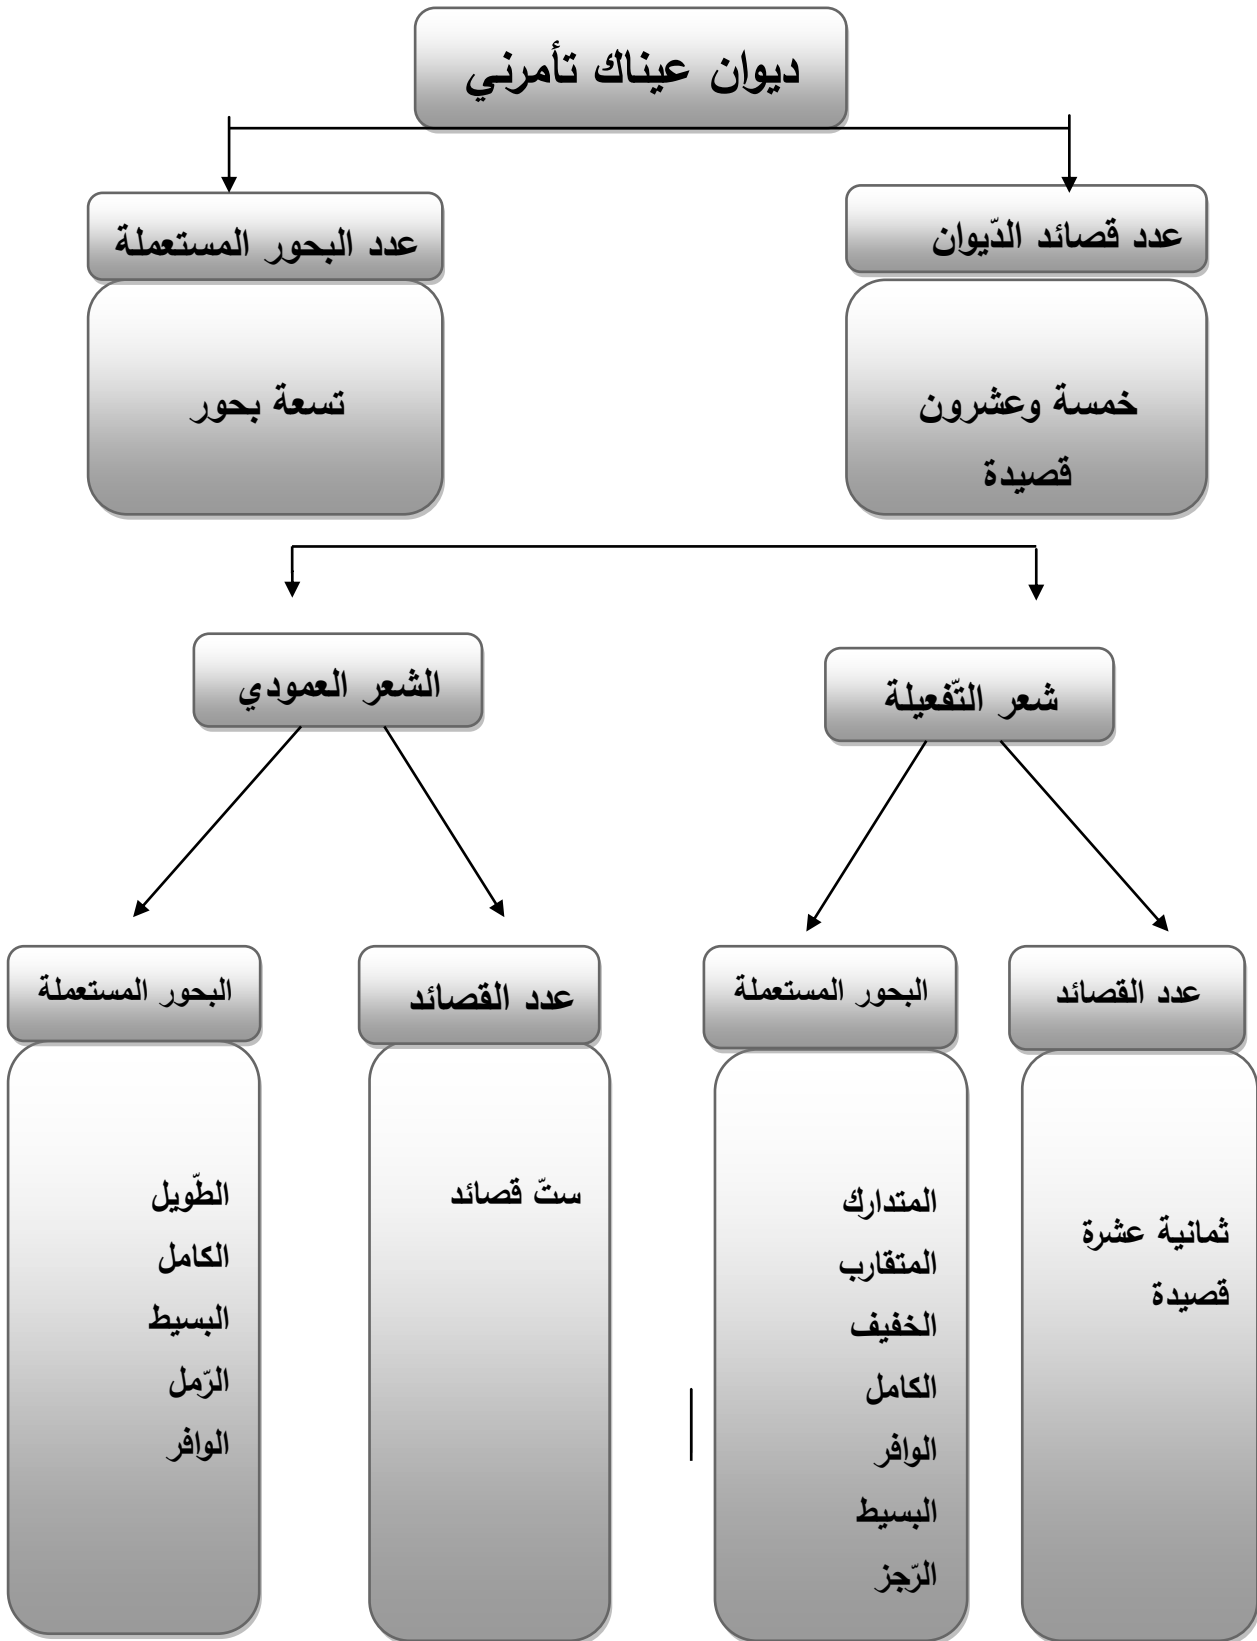 ديوان عيناك تأمرني
عدد قصائد الدّيوان
خمسة وعشرون
قصيدة
عدد البحور المستعملة
تسعة بحور
شعر التّفعيلة
عدد القصائد
ثمانية عشرة
قصيدة
البحور المستعملة
المتدارك
المتقارب
الخفيف
الكامل
الوافر
البسيط
الرّجز
الشعر العمودي
عدد القصائد
ستّ قصائد
البحور المستعملة
الطّويل
الكامل
البسيط
الرّمل
الوافر